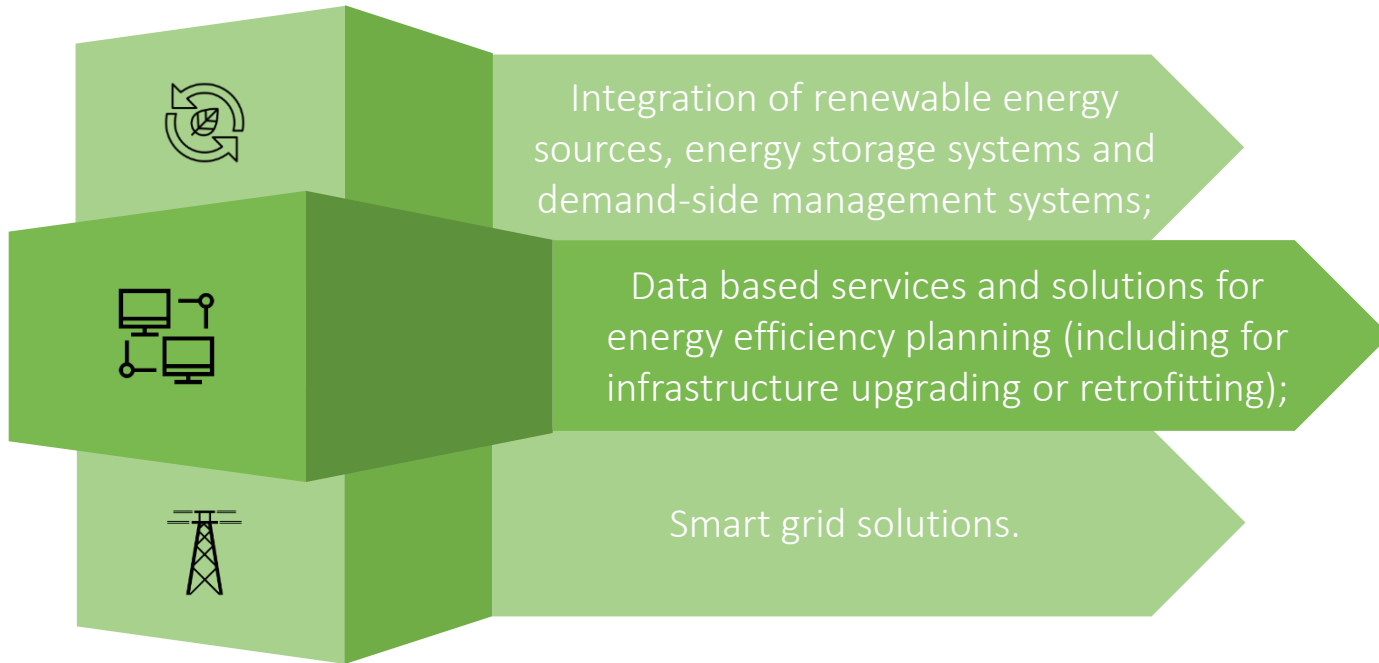 Integration of renewable energy
sources, energy storage systems and
demand-side management systems;
Data based services and solutions for
energy efficiency planning (including for
infrastructure upgrading or retrofitting);
Smart grid solutions.